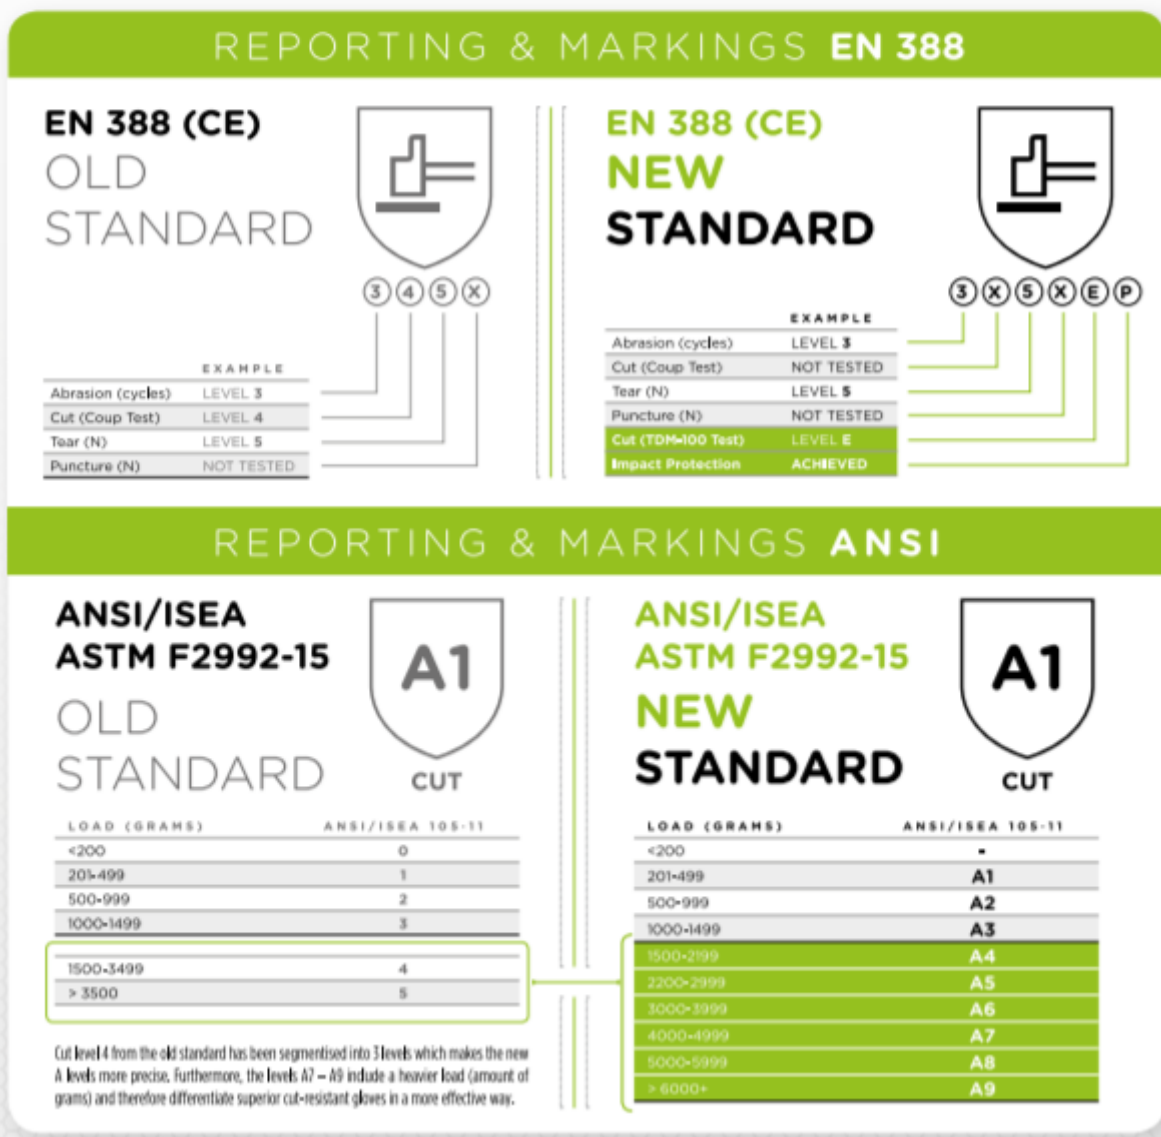 REPORTING & MARKINGS EN 388
EN 388 (CE)
OLD
STANDARD
3 4 5 X
EXAMPLE
Abrasion (cycles) LEVEL 3
Cut (Coup Test) LEVEL 4
Tear (N) LEVEL 5
Puncture (N) NOT TESTED
EN 388 (CE)
NEW
STANDARD
3 X 5 X E P
EXAMPLE
Abrasion (cycles) LEVEL 3
Cut (Coup Test) NOT TESTED
Tear (N) LEVEL 5
Puncture (N) NOT TESTED
Cut (TDM-100 Test) LEVEL E
Impact Protection ACHIEVED
REPORTING & MARKINGS ANSI
ANSI/ISEA
ASTM F2992-15
OLD
STANDARD
A1
CUT
LOAD (GRAMS) ANSI/ISEA 105-11
<200 0
201-499 1
500-999 2
1000-1499 3
1500-3499 4
> 3500 5
Cut level 4 from the old standard has been segmentised into 3 levels which makes the new
A levels more precise. Furthermore, the levels A7 – A9 include a heavier load (amount of
grams) and therefore differentiate superior cut-resistant gloves in a more effective way.
ANSI/ISEA
ASTM F2992-15
NEW
STANDARD
A1
CUT
LOAD (GRAMS) ANSI/ISEA 105-11
<200 -
201-499 A1
500-999 A2
1000-1499 A3
1500-2199 A4
2200-2999 A5
3000-3999 A6
4000-4999 A7
5000-5999 A8
> 6000+ A9